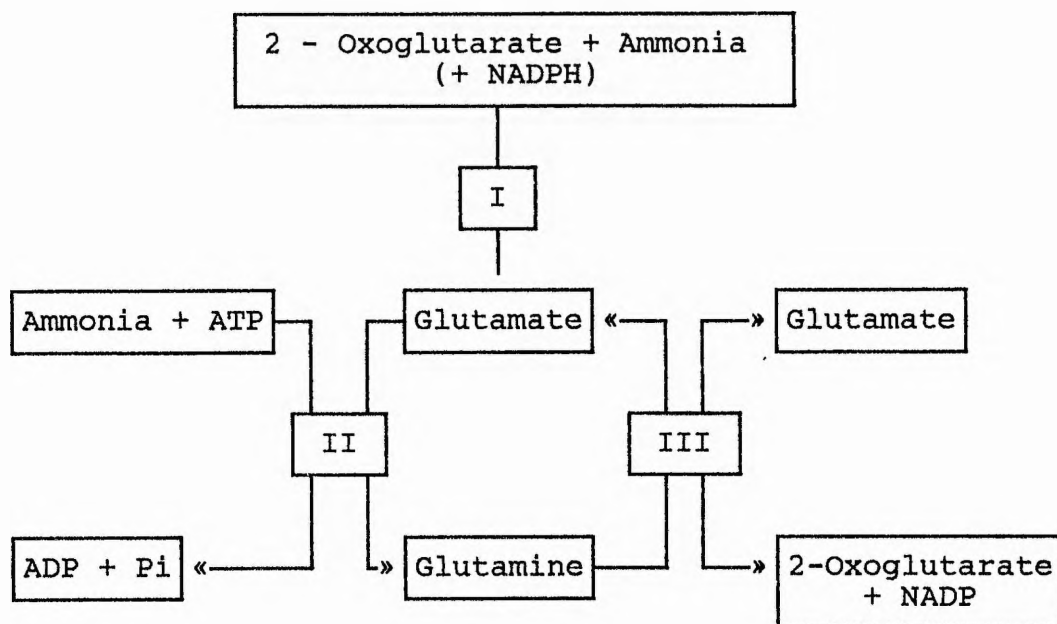 2 - Oxoglutarate + Ammonia
(+ NADPH)
I
Ammonia + ATP
Glutamate «
» Glutamate
II
III
ADP + Pi «
» Glutamine
» 2-Oxoglutarate
+ NADP